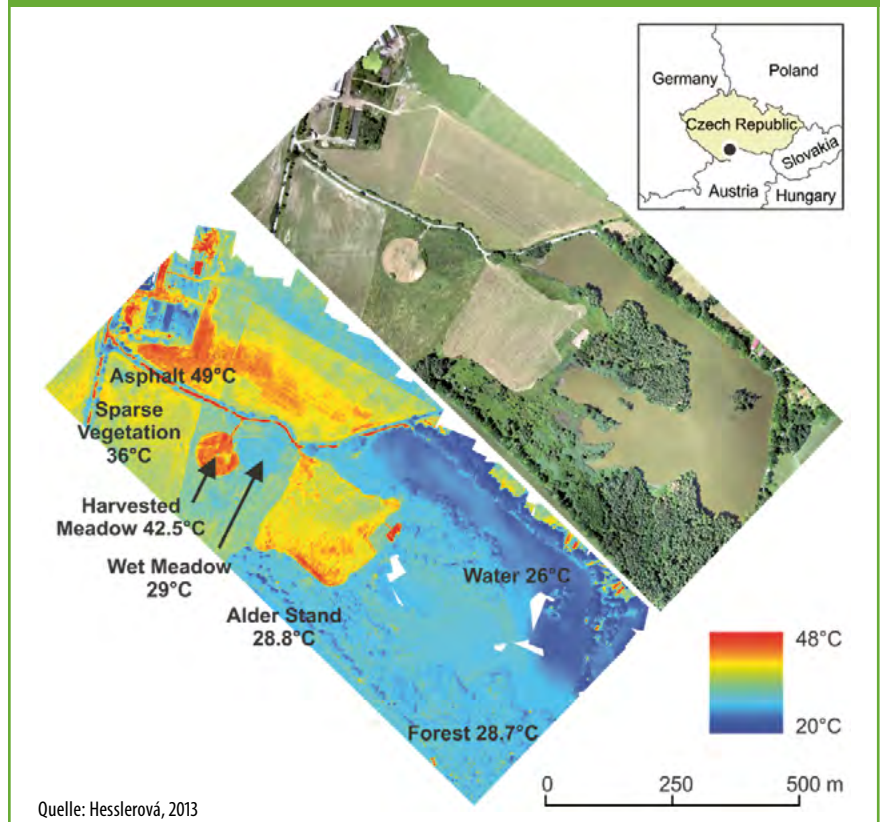 Germany
Poland
Czech Republic
Slovakia
Austria
Hungary
Asphalt 49°C
Sparse
Vegetation
36°C
Harvested
Meadow 42.5°C
Wet Meadow
29°C
Alder Stand
28.8°C
Water 26°C
Forest 28.7°C
48°C
20°C
0 250 500 m
Quelle: Hesslerová, 2013